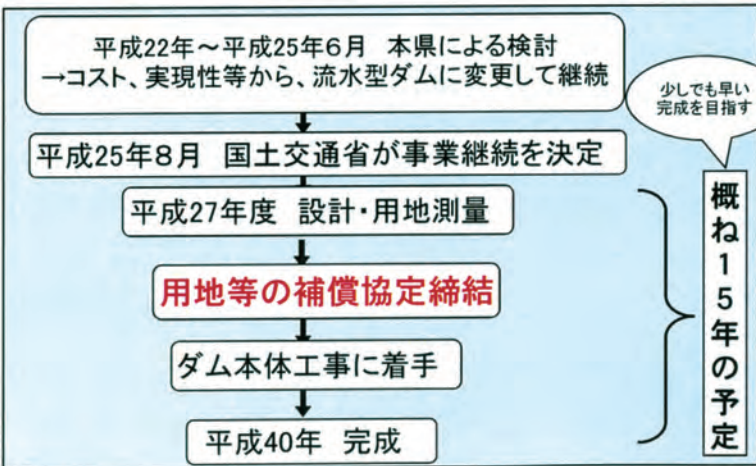 平成22年～平成25年6月 本県による検討
→コスト、実現性等から、流水型ダムに変更して継続
少しでも早い
完成を目指す
平成25年8月 国土交通省が事業継続を決定
平成27年度 設計・用地測量
用地等の補償協定締結
ダム本体工事に着手
平成40年 完成
概ね15年の予定